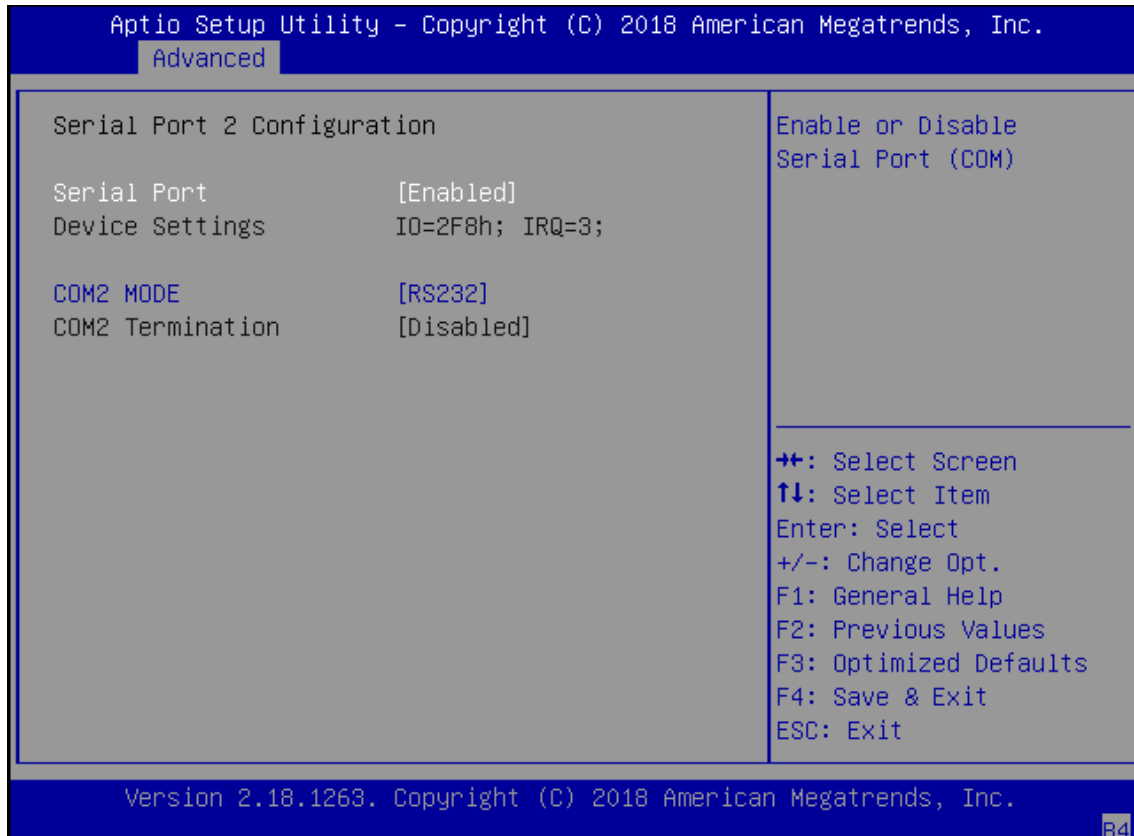 Aptio Setup Utility – Copyright (C) 2018 American Megatrends, Inc.
Advanced
Serial Port 2 Configuration
Serial Port [Enabled]
Device Settings IO=2F8h; IRQ=3;
COM2 MODE [RS232]
COM2 Termination [Disabled]
Enable or Disable
Serial Port (COM)
→←: Select Screen
↑↓: Select Item
Enter: Select
+/-: Change Opt.
F1: General Help
F2: Previous Values
F3: Optimized Defaults
F4: Save & Exit
ESC: Exit
Version 2.18.1263. Copyright (C) 2018 American Megatrends, Inc.
B4